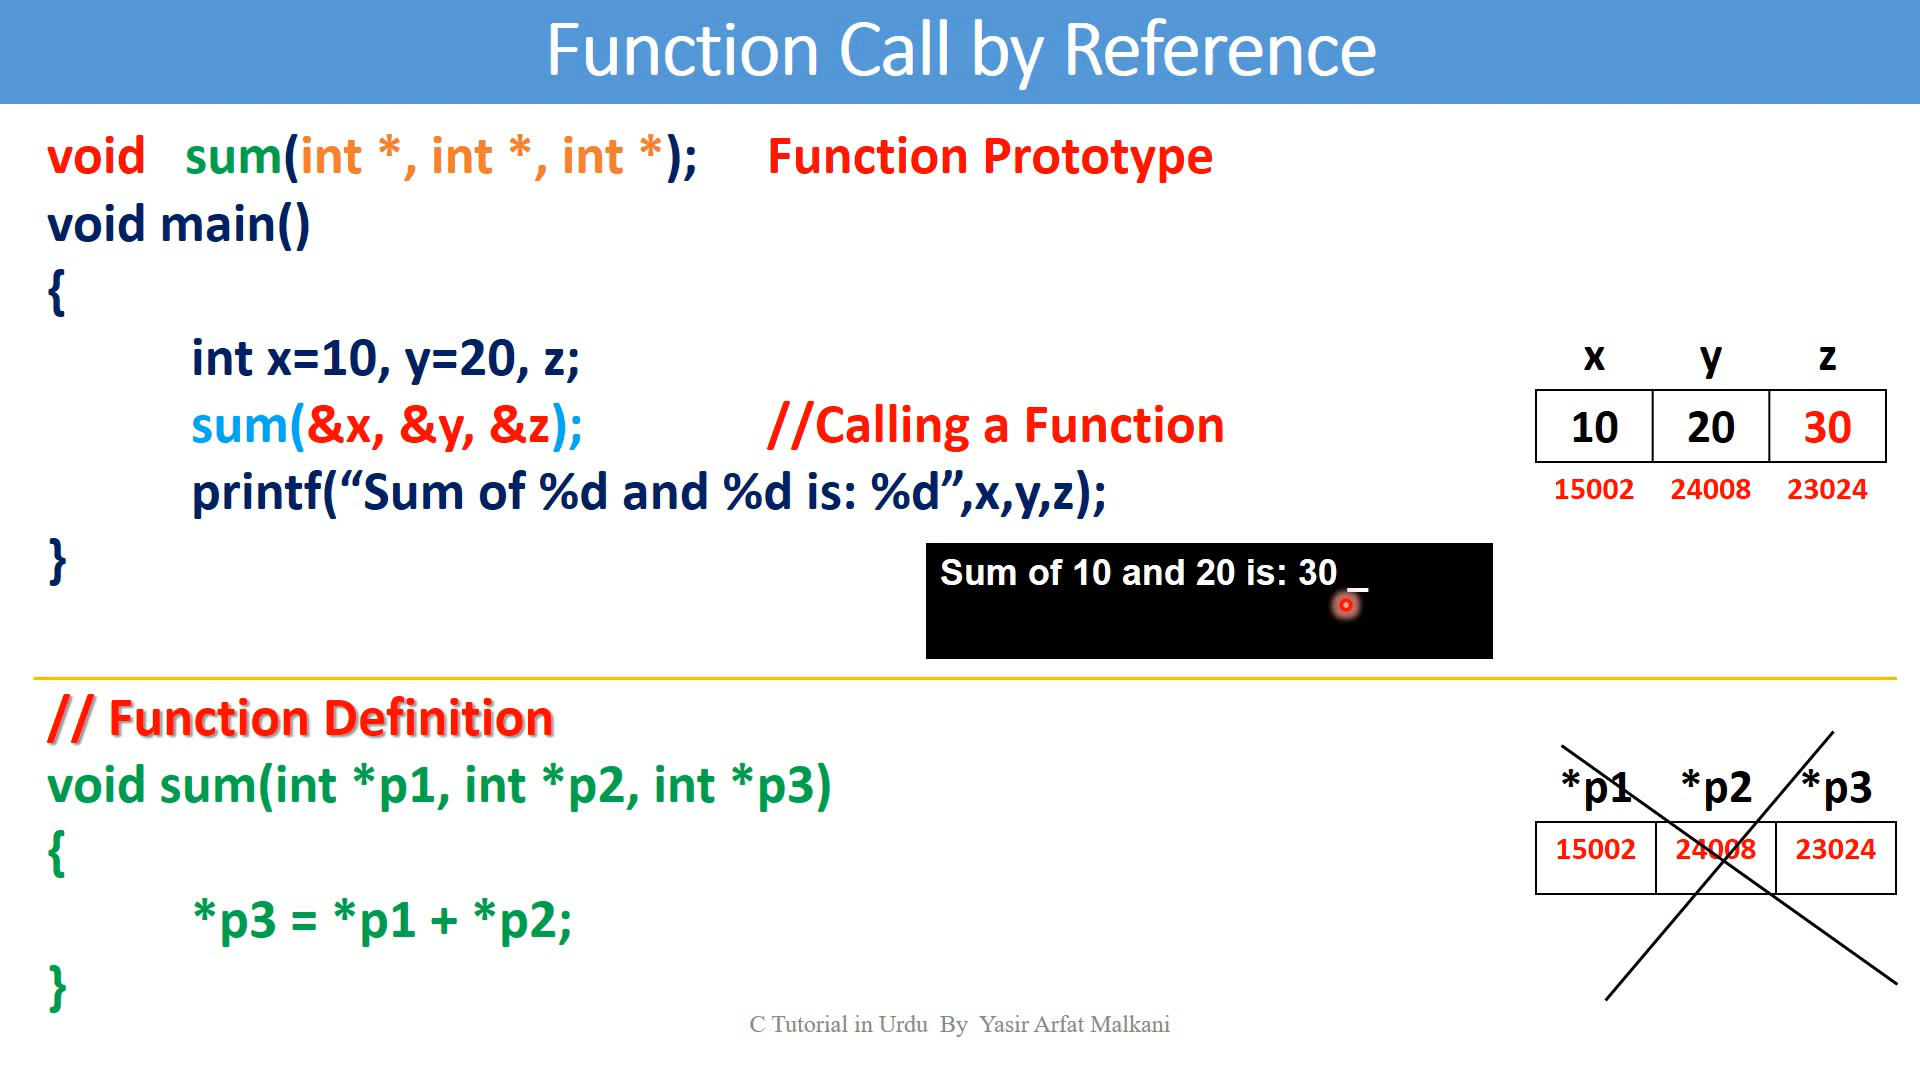 Function Call by Reference
void sum(int *, int *, int *); Function Prototype
void main()
{
int x=10, y=20, z;
sum(&x, &y, &z); //Calling a Function
printf(“Sum of %d and %d is: %d”,x,y,z);
}
x y z
10 20 30
15002 24008 23024
Sum of 10 and 20 is: 30 _
// Function Definition
void sum(int *p1, int *p2, int *p3)
{
*p3 = *p1 + *p2;
}
*p1 *p2 *p3
15002 24008 23024
C Tutorial in Urdu By Yasir Arfat Malkani